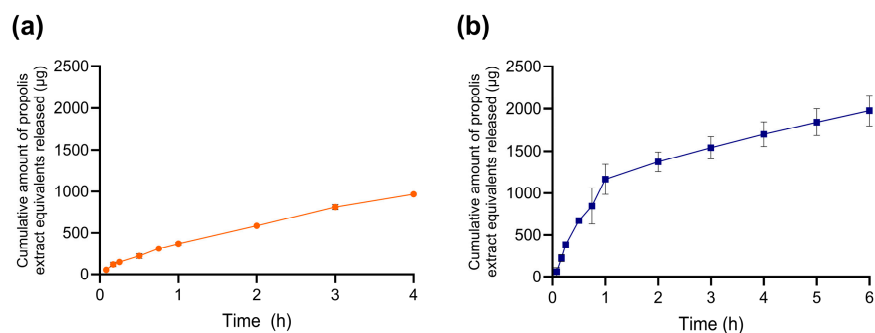 (a)
Cumulative amount of propolis
extract equivalents released (µg)
2500
2000
1500
1000
500
0
0 1 2 3 4
Time (h)
(b)
Cumulative amount of propolis
extract equivalents released (µg)
2500
2000
1500
1000
500
0
0 1 2 3 4 5 6
Time (h)